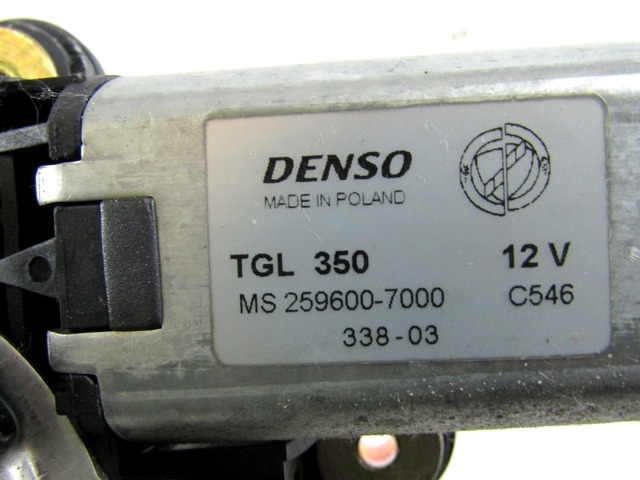 DENSO
MADE IN POLAND
TGL 350 12 V
MS 259600-7000 C546
338-03